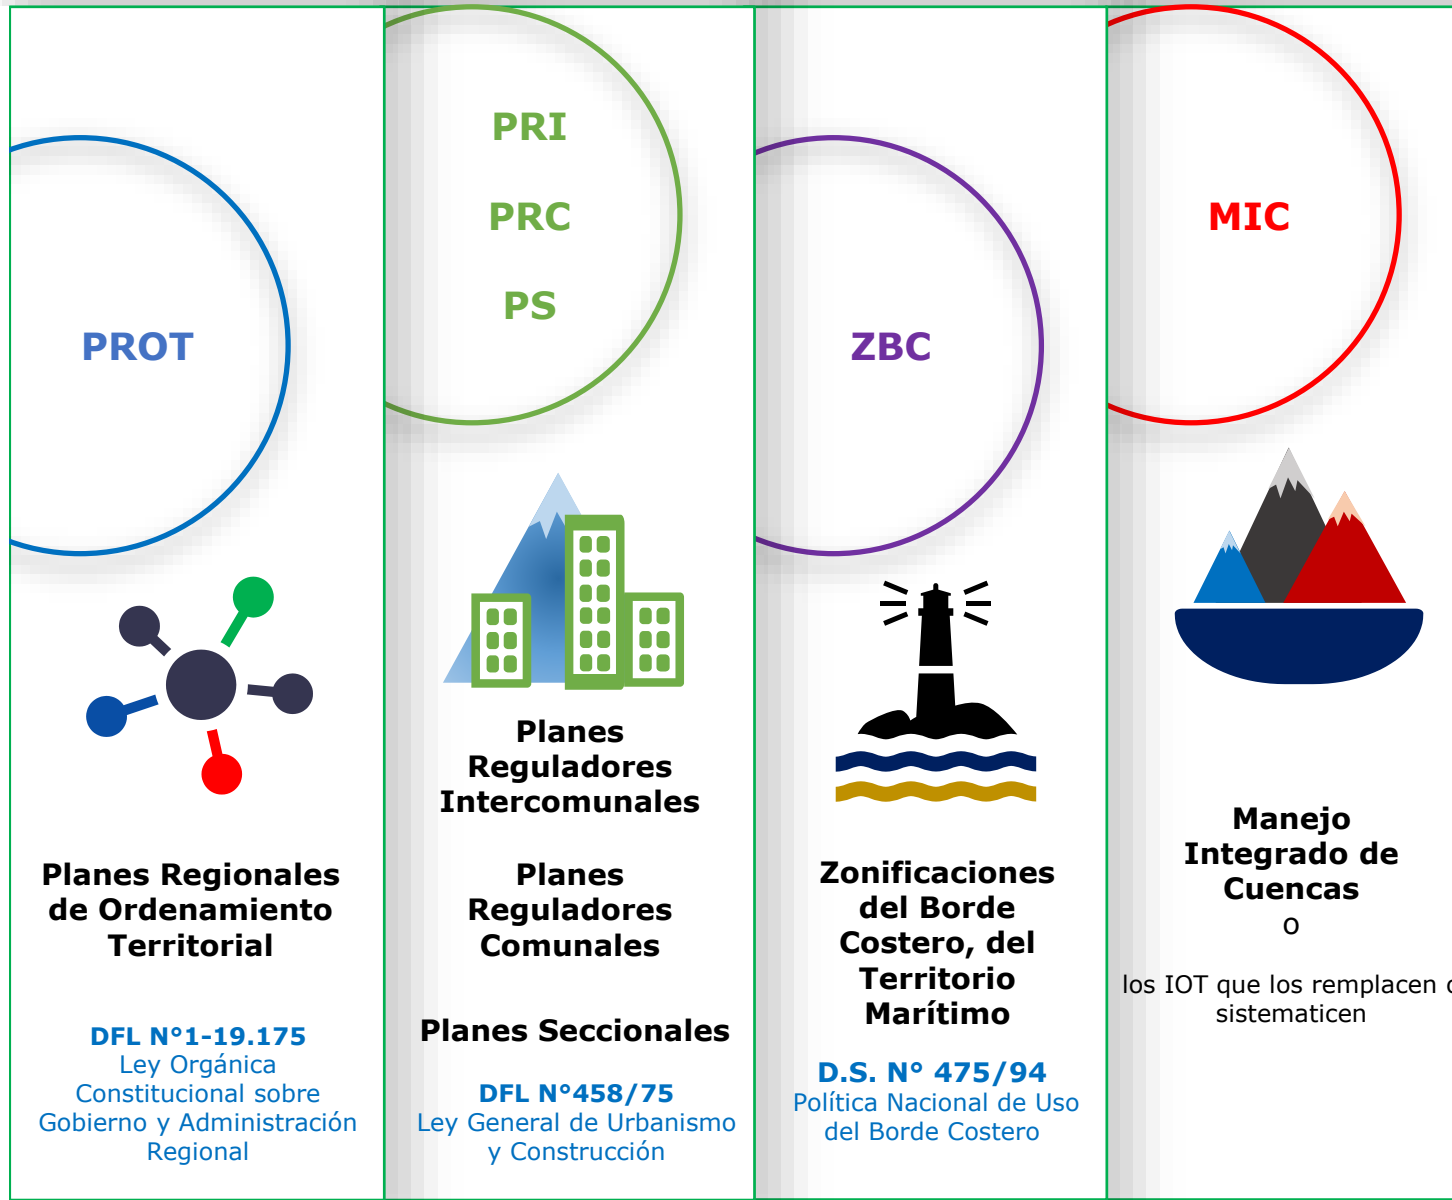 PROT
Planes Regionales
de Ordenamiento
Territorial
DFL N°1-19.175
Ley Orgánica
Constitucional sobre
Gobierno y Administración
Regional
PRI
PRC
PS
Planes
Reguladores
Intercomunales
Planes
Reguladores
Comunales
Planes Seccionales
DFL N°458/75
Ley General de Urbanismo
y Construcción
ZBC
Zonificaciones
del Borde
Costero, del
Territorio
Marítimo
D.S. N° 475/94
Política Nacional de Uso
del Borde Costero
MIC
Manejo
Integrado de
Cuencas
o
los IOT que los remplacen
sistematicen